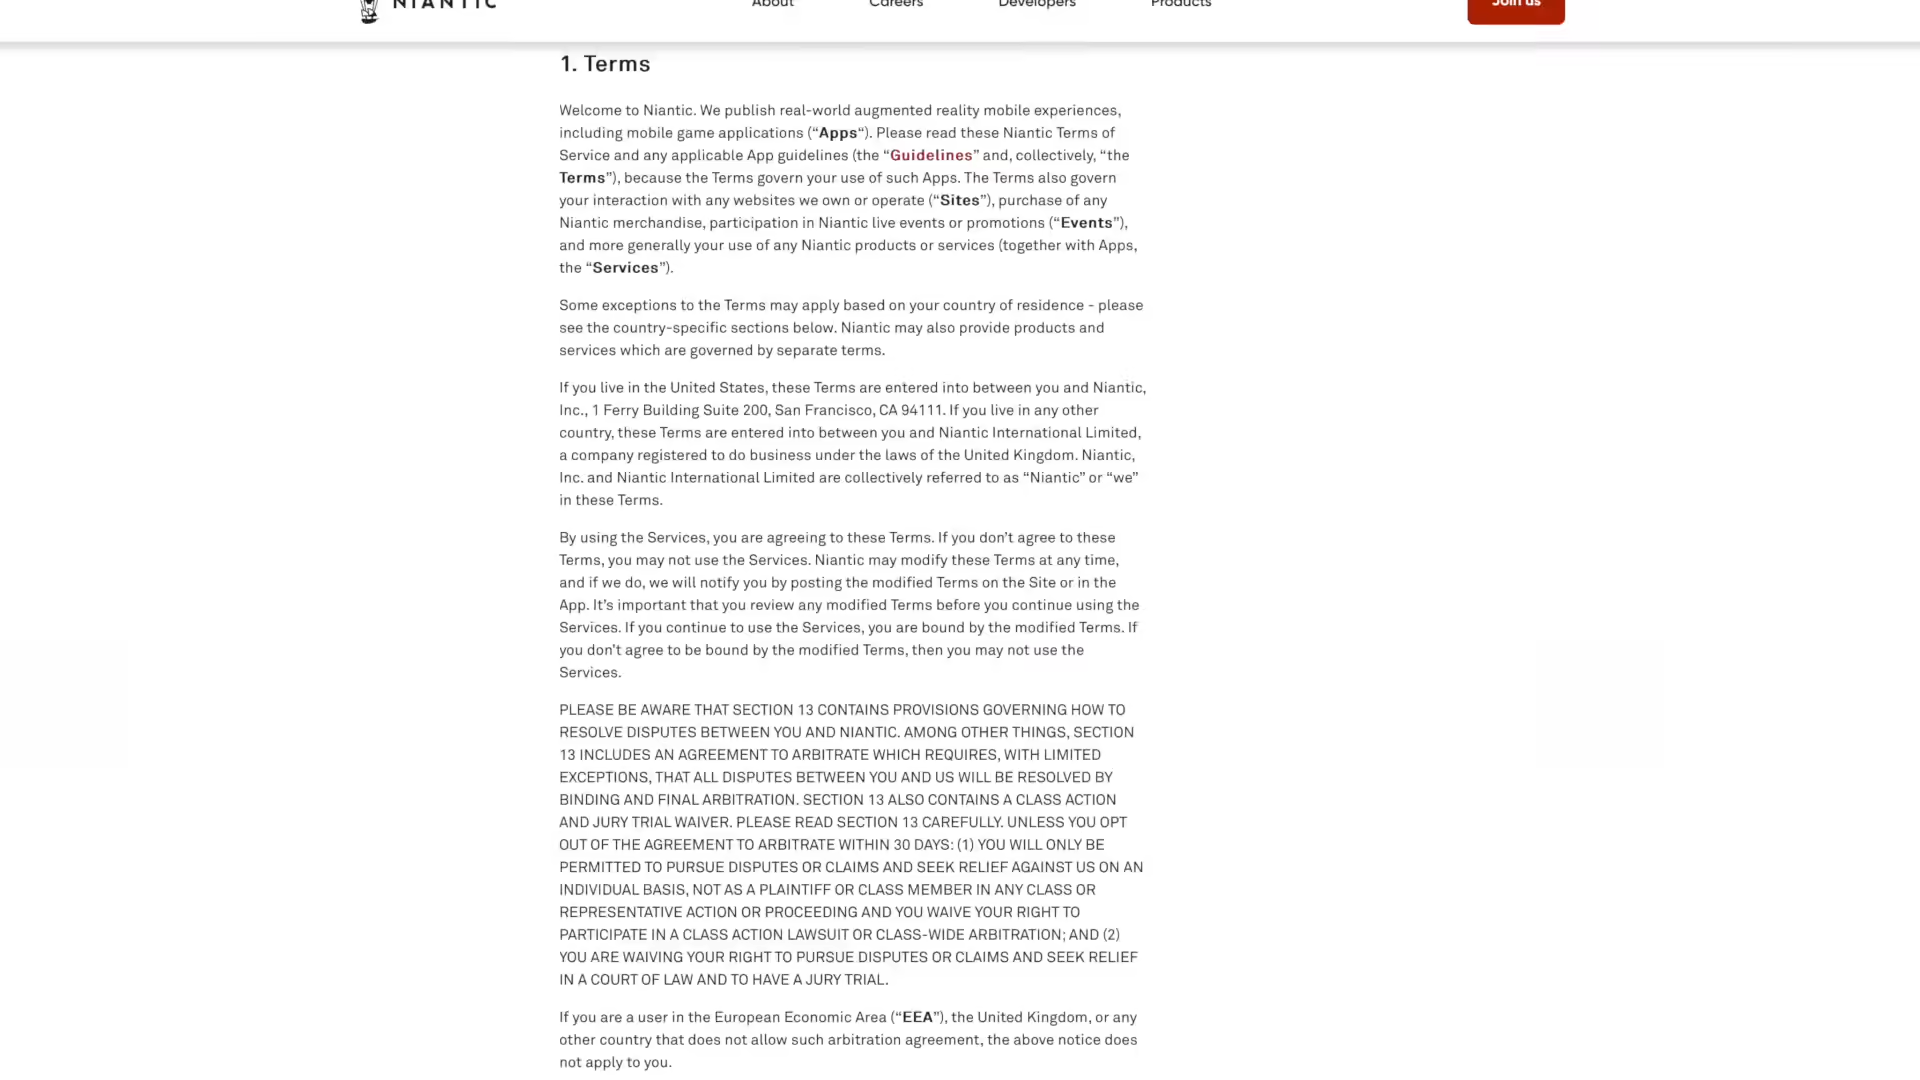 NIANTIC
About
Careers
Developers
Products
Join us
1. Terms
Welcome to Niantic. We publish real-world augmented reality mobile experiences,
including mobile game applications (“Apps“). Please read these Niantic Terms of
Service and any applicable App guidelines (the “Guidelines” and, collectively, “the
Terms”), because the Terms govern your use of such Apps. The Terms also govern
your interaction with any websites we own or operate (“Sites”), purchase of any
Niantic merchandise, participation in Niantic live events or promotions (“Events”),
and more generally your use of any Niantic products or services (together with Apps,
the “Services”).
Some exceptions to the Terms may apply based on your country of residence - please
see the country-specific sections below. Niantic may also provide products and
services which are governed by separate terms.
If you live in the United States, these Terms are entered into between you and Niantic,
Inc., 1 Ferry Building Suite 200, San Francisco, CA 94111. If you live in any other
country, these Terms are entered into between you and Niantic International Limited,
a company registered to do business under the laws of the United Kingdom. Niantic,
Inc. and Niantic International Limited are collectively referred to as “Niantic” or “we”
in these Terms.
By using the Services, you are agreeing to these Terms. If you don’t agree to these
Terms, you may not use the Services. Niantic may modify these Terms at any time,
and if we do, we will notify you by posting the modified Terms on the Site or in the
App. It’s important that you review any modified Terms before you continue using the
Services. If you continue to use the Services, you are bound by the modified Terms. If
you don’t agree to be bound by the modified Terms, then you may not use the
Services.
PLEASE BE AWARE THAT SECTION 13 CONTAINS PROVISIONS GOVERNING HOW TO
RESOLVE DISPUTES BETWEEN YOU AND NIANTIC. AMONG OTHER THINGS, SECTION
13 INCLUDES AN AGREEMENT TO ARBITRATE WHICH REQUIRES, WITH LIMITED
EXCEPTIONS, THAT ALL DISPUTES BETWEEN YOU AND US WILL BE RESOLVED BY
BINDING AND FINAL ARBITRATION. SECTION 13 ALSO CONTAINS A CLASS ACTION
AND JURY TRIAL WAIVER. PLEASE READ SECTION 13 CAREFULLY. UNLESS YOU OPT
OUT OF THE AGREEMENT TO ARBITRATE WITHIN 30 DAYS: (1) YOU WILL ONLY BE
PERMITTED TO PURSUE DISPUTES OR CLAIMS AND SEEK RELIEF AGAINST US ON AN
INDIVIDUAL BASIS, NOT AS A PLAINTIFF OR CLASS MEMBER IN ANY CLASS OR
REPRESENTATIVE ACTION OR PROCEEDING AND YOU WAIVE YOUR RIGHT TO
PARTICIPATE IN A CLASS ACTION LAWSUIT OR CLASS-WIDE ARBITRATION; AND (2)
YOU ARE WAIVING YOUR RIGHT TO PURSUE DISPUTES OR CLAIMS AND SEEK RELIEF
IN A COURT OF LAW AND TO HAVE A JURY TRIAL.
If you are a user in the European Economic Area (“EEA”), the United Kingdom, or any
other country that does not allow such arbitration agreement, the above notice does
not apply to you.